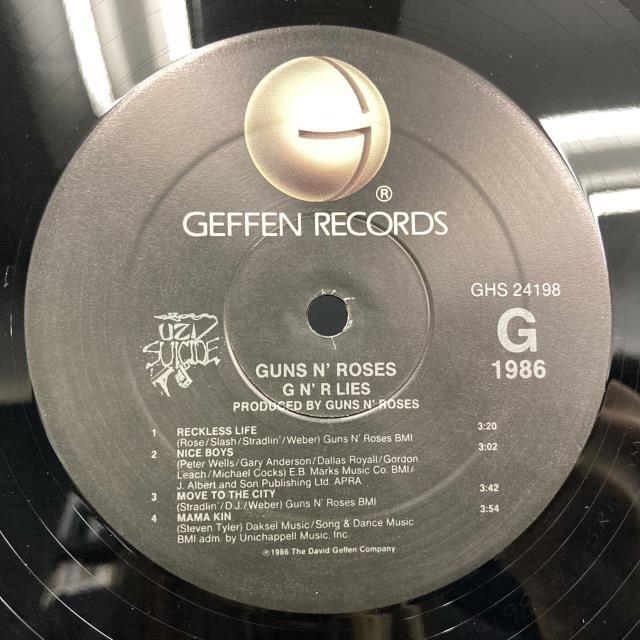 ®
GEFFEN RECORDS
GHS 24198
G
1986
UZI
SUICIDE
GUNS N' ROSES
G N' R LIES
PRODUCED BY GUNS N' ROSES
1 RECKLESS LIFE 3:20
(Rose/Slash/Stradlin'/Weber) Guns N' Roses BMI
2 NICE BOYS 3:02
(Peter Wells/Gary Anderson/Dallas Royall/Gordon
Leach/Michael Cocks) E.B. Marks Music Co. BMI/
J. Albert and Son Publishing Ltd. APRA
3 MOVE TO THE CITY 3:42
(Stradlin'/D.J./Weber) Guns N' Roses BMI
4 MAMA KIN 3:54
(Steven Tyler) Daksel Music/Song & Dance Music
BMI adm. by Unichappell Music, Inc.
℗1986 The David Geffen Company